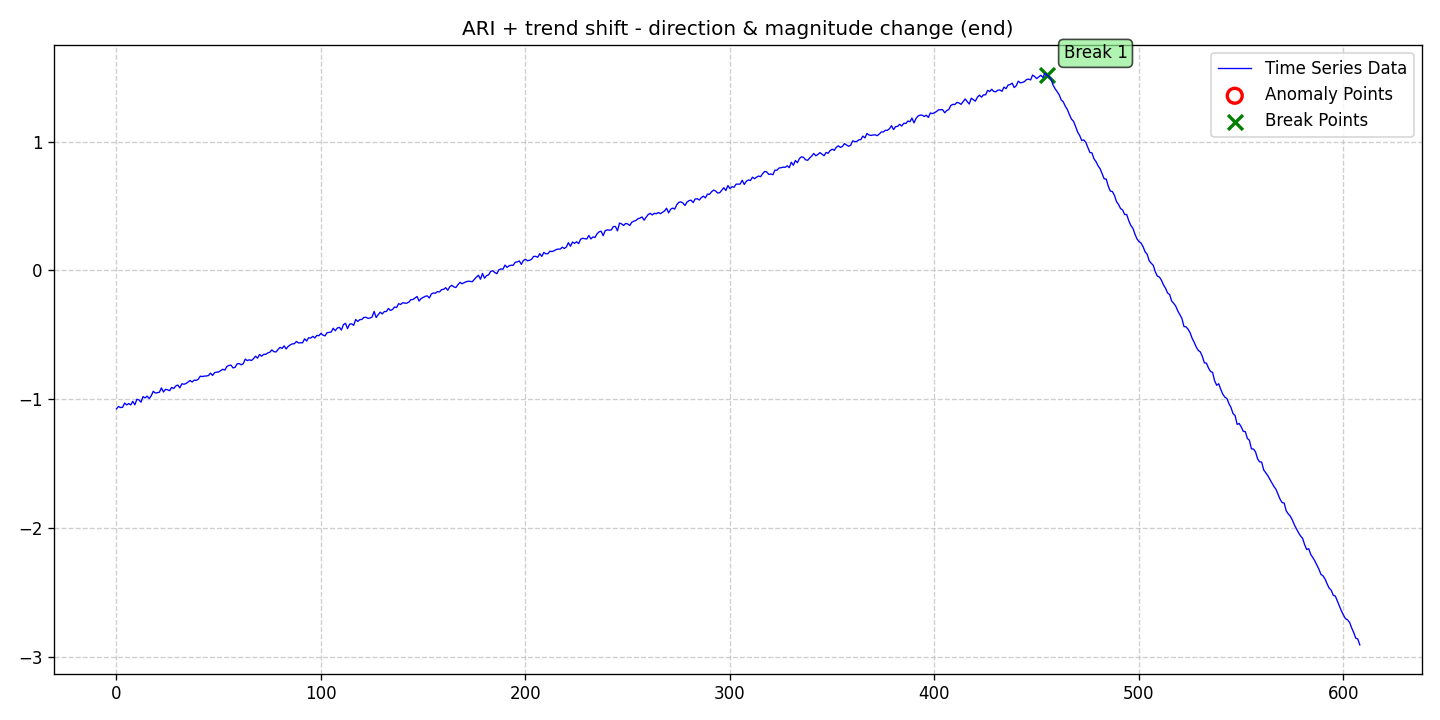 ARI + trend shift - direction & magnitude change (end)
Break 1
Time Series Data
Anomaly Points
Break Points
1
0
−1
−2
−3
0 100 200 300 400 500 600